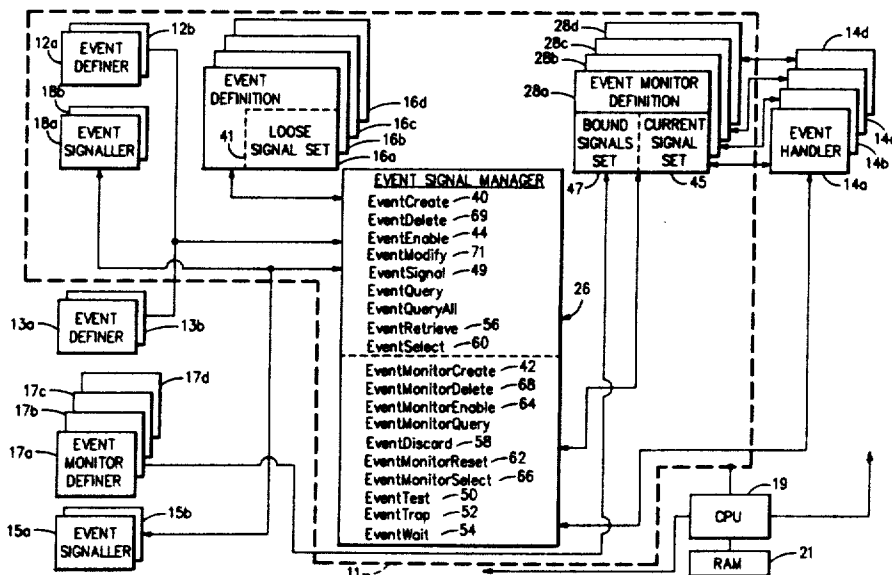 12a
EVENT
DEFINER
12b
18b
18a
EVENT
SIGNALLER
EVENT
DEFINITION
41
LOOSE
SIGNAL SET
16d
16c
16b
16a
28d
28c
28b
28a
EVENT MONITOR
DEFINITION
BOUND
SIGNALS
SET
CURRENT
SIGNAL
SET
47
45
14d
14c
14b
14a
EVENT
HANDLER
EVENT SIGNAL MANAGER
EventCreate 40
EventDelete 69
EventEnable 44
EventModify 71
EventSignal 49
EventQuery
EventQueryAll
EventRetrieve 56
EventSelect 60
26
EventMonitorCreate 42
EventMonitorDelete 68
EventMonitorEnable 64
EventMonitorQuery
EventDiscard 58
EventMonitorReset 62
EventMonitorSelect 66
EventTest 50
EventTrap 52
EventWait 54
13a
EVENT
DEFINER
13b
17d
17c
17b
17a
EVENT
MONITOR
DEFINER
15b
15a
EVENT
SIGNALLER
11
19
CPU
RAM
21